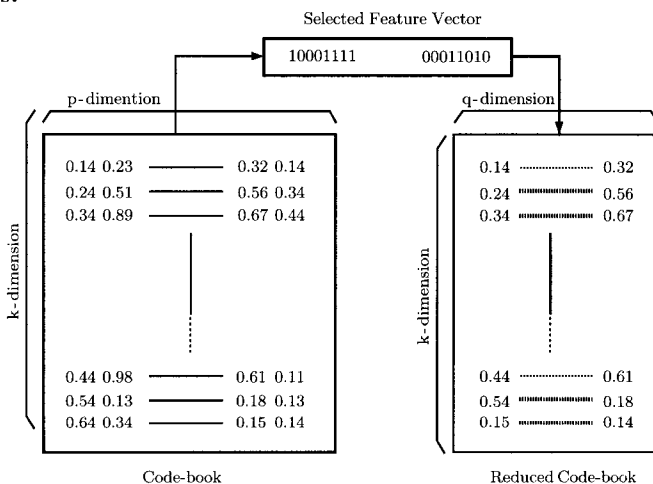 Selected Feature Vector
10001111 00011010
p-dimention
q-dimension
k-dimension
0.14 0.23 0.32 0.14
0.24 0.51 0.56 0.34
0.34 0.89 0.67 0.44
0.44 0.98 0.61 0.11
0.54 0.13 0.18 0.13
0.64 0.34 0.15 0.14
Code-book
k-dimension
0.14 0.32
0.24 0.56
0.34 0.67
0.44 0.61
0.54 0.18
0.15 0.14
Reduced Code-book